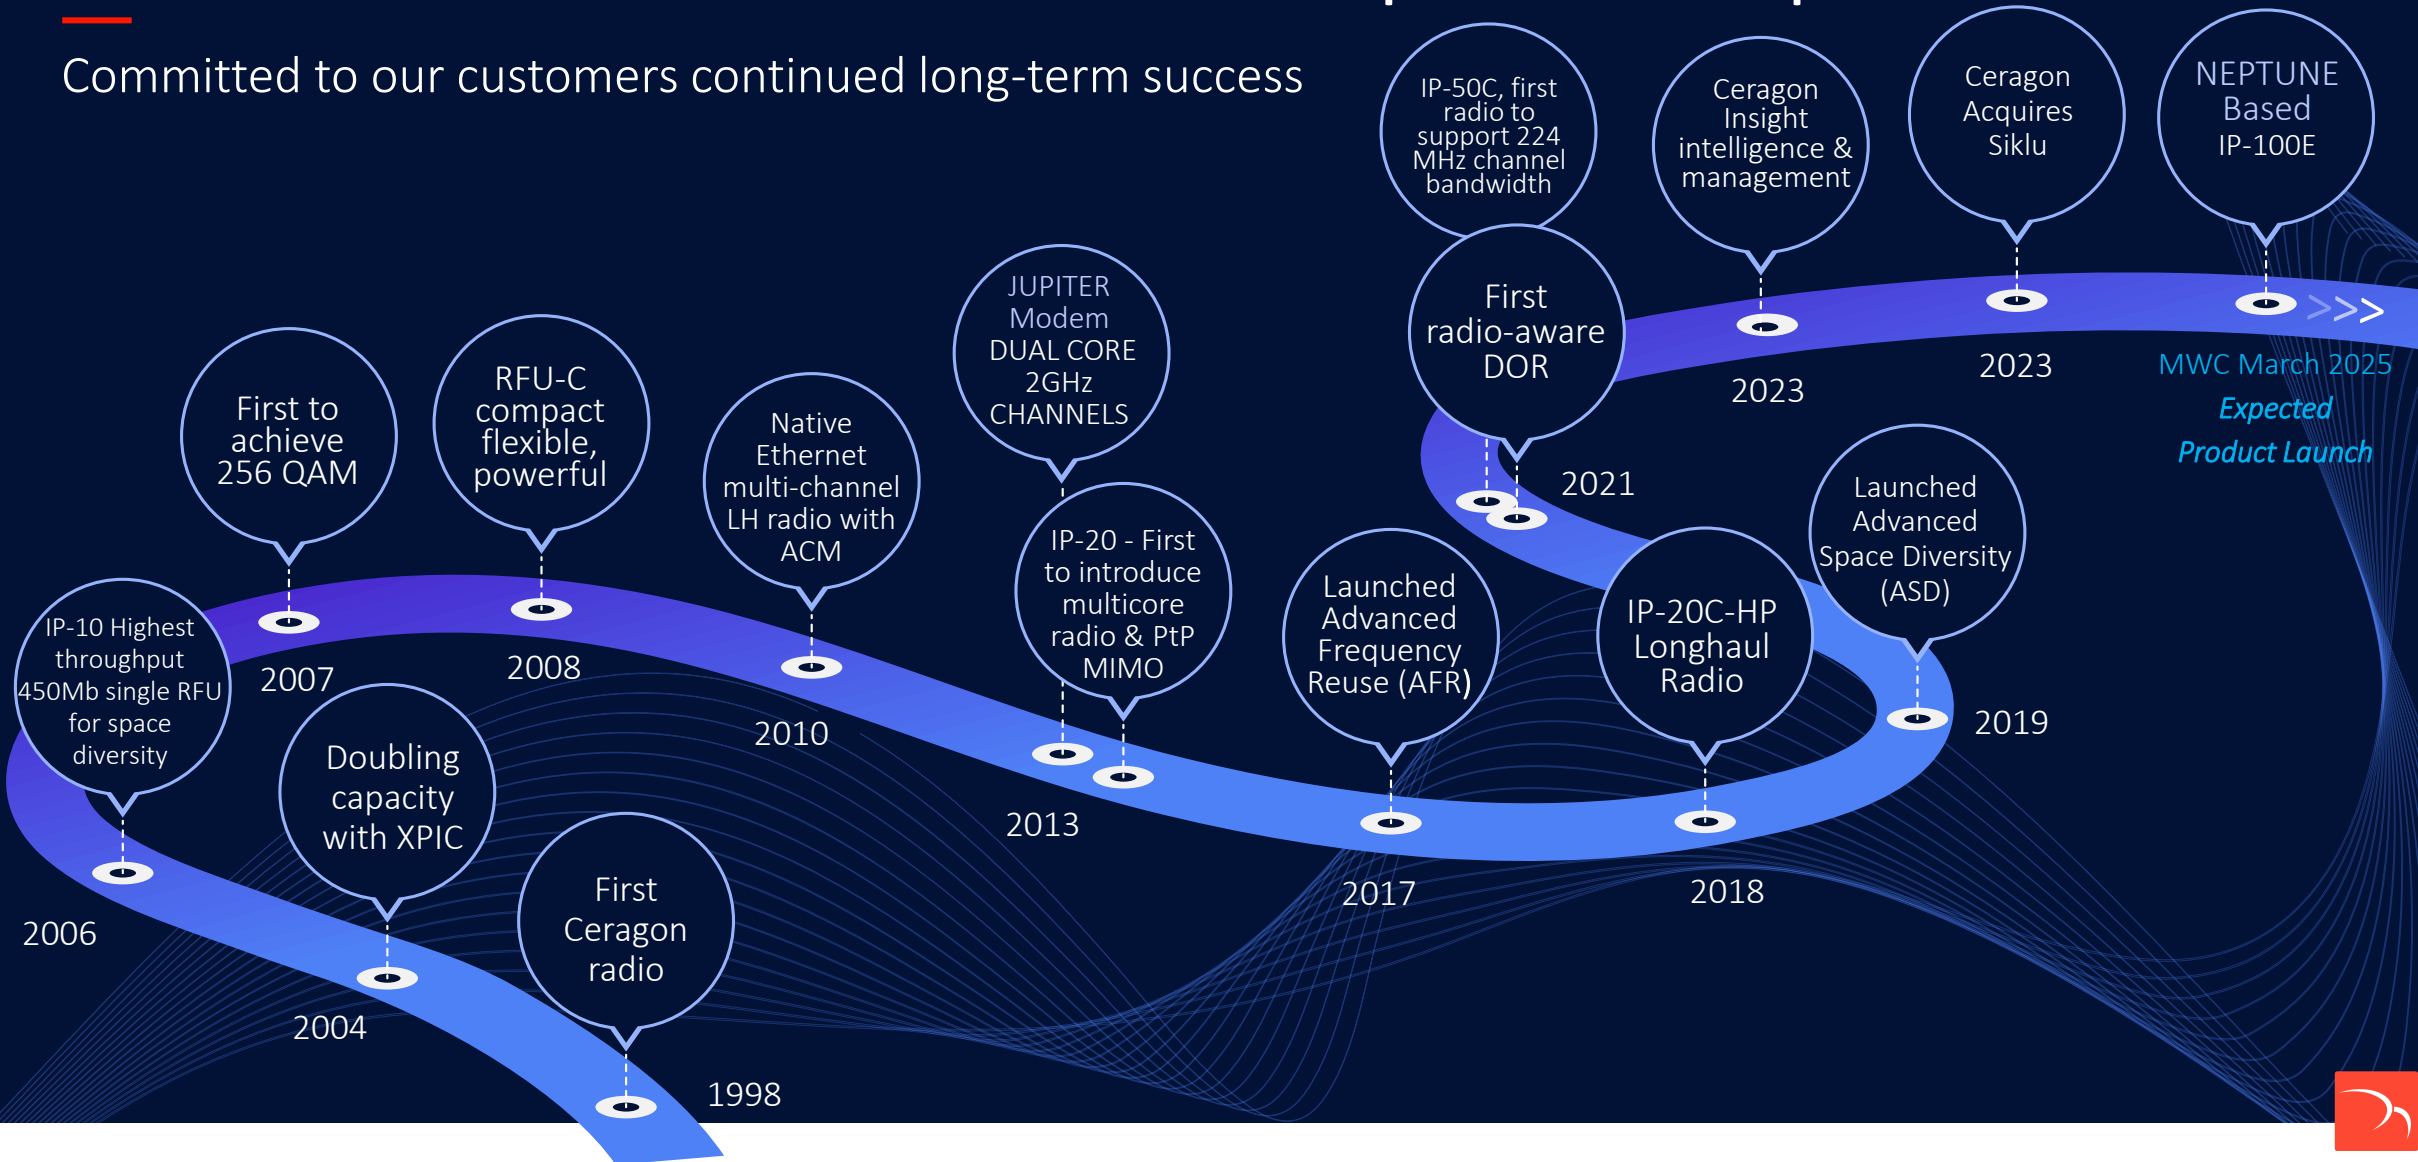 Committed to our customers continued long-term success
First
Ceragon
radio
1998
Doubling
capacity
with XPIC
2004
IP-10 Highest
throughput
450Mb single RFU
for space
diversity
2006
First to
achieve
256 QAM
2007
RFU-C
compact
flexible,
powerful
2008
Native
Ethernet
multi-channel
LH radio with
ACM
2010
JUPITER
Modem
DUAL CORE
2GHz
CHANNELS
IP-20 - First
to introduce
multicore
radio & PtP
MIMO
2013
Launched
Advanced
Frequency
Reuse (AFR)
2017
IP-20C-HP
Longhaul
Radio
2018
Launched
Advanced
Space Diversity
(ASD)
2019
IP-50C, first
radio to
support 224
MHz channel
bandwidth
First
radio-aware
DOR
2021
Ceragon
Insight
intelligence &
management
2023
Ceragon
Acquires
Siklu
2023
NEPTUNE
Based
IP-100E
>>>
MWC March 2025
Expected
Product Launch